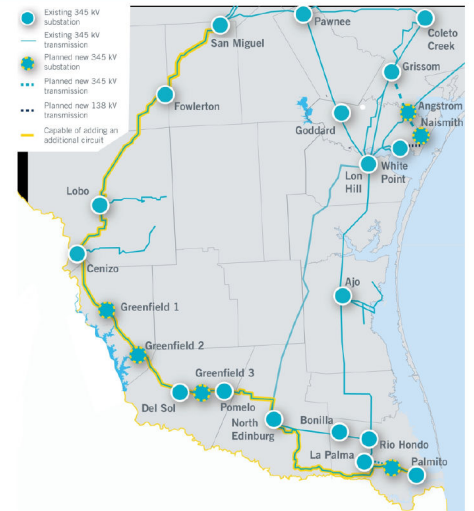 Existing 345 kV
substation
Existing 345 kV
transmission
Planned new 345 kV
substation
Planned new 345 kV
transmission
Planned new 138 kV
transmission
Capable of adding an
additional circuit
Pawnee
San Miguel
Coleto
Creek
Grissom
Fowlerton
Angstrom
Naismith
Goddard
Lon
Hill
White
Point
Lobo
Cenizo
Ajo
Greenfield 1
Greenfield 2
Greenfield 3
Del Sol
Pomelo
North
Edinburg
Bonilla
Rio Hondo
La Palma
Palmito